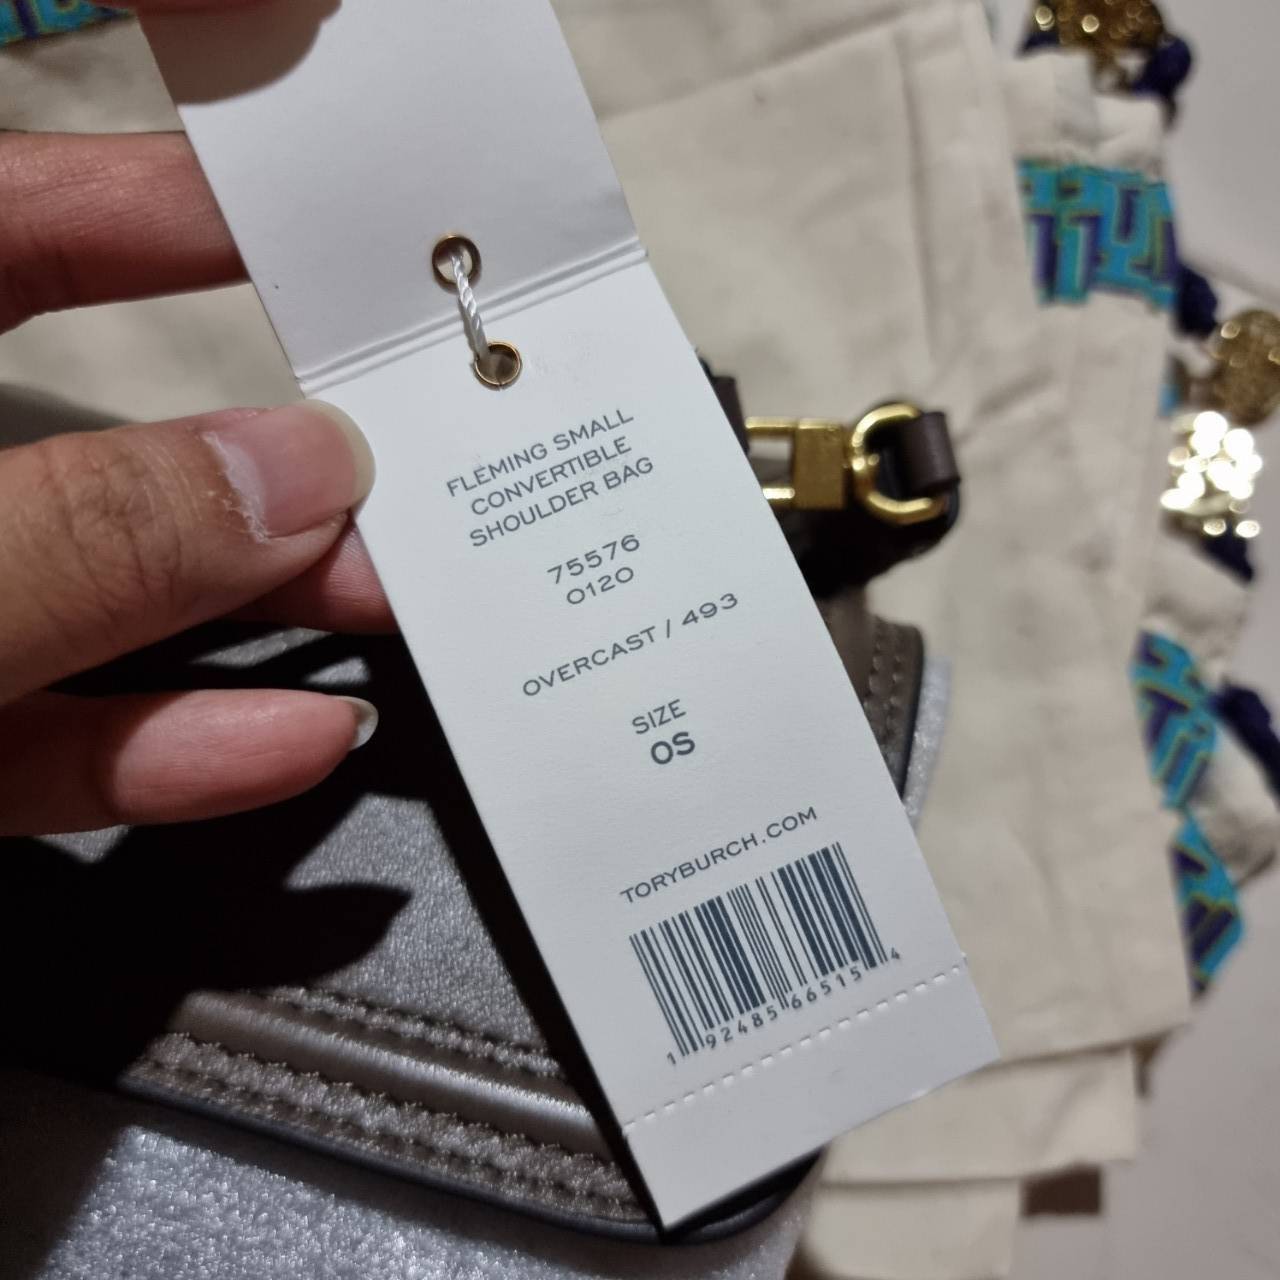 FLEMING SMALL
CONVERTIBLE
SHOULDER BAG
75576
0120
OVERCAST / 493
SIZE
OS
TORYBURCH.COM
1 92485 66515 4